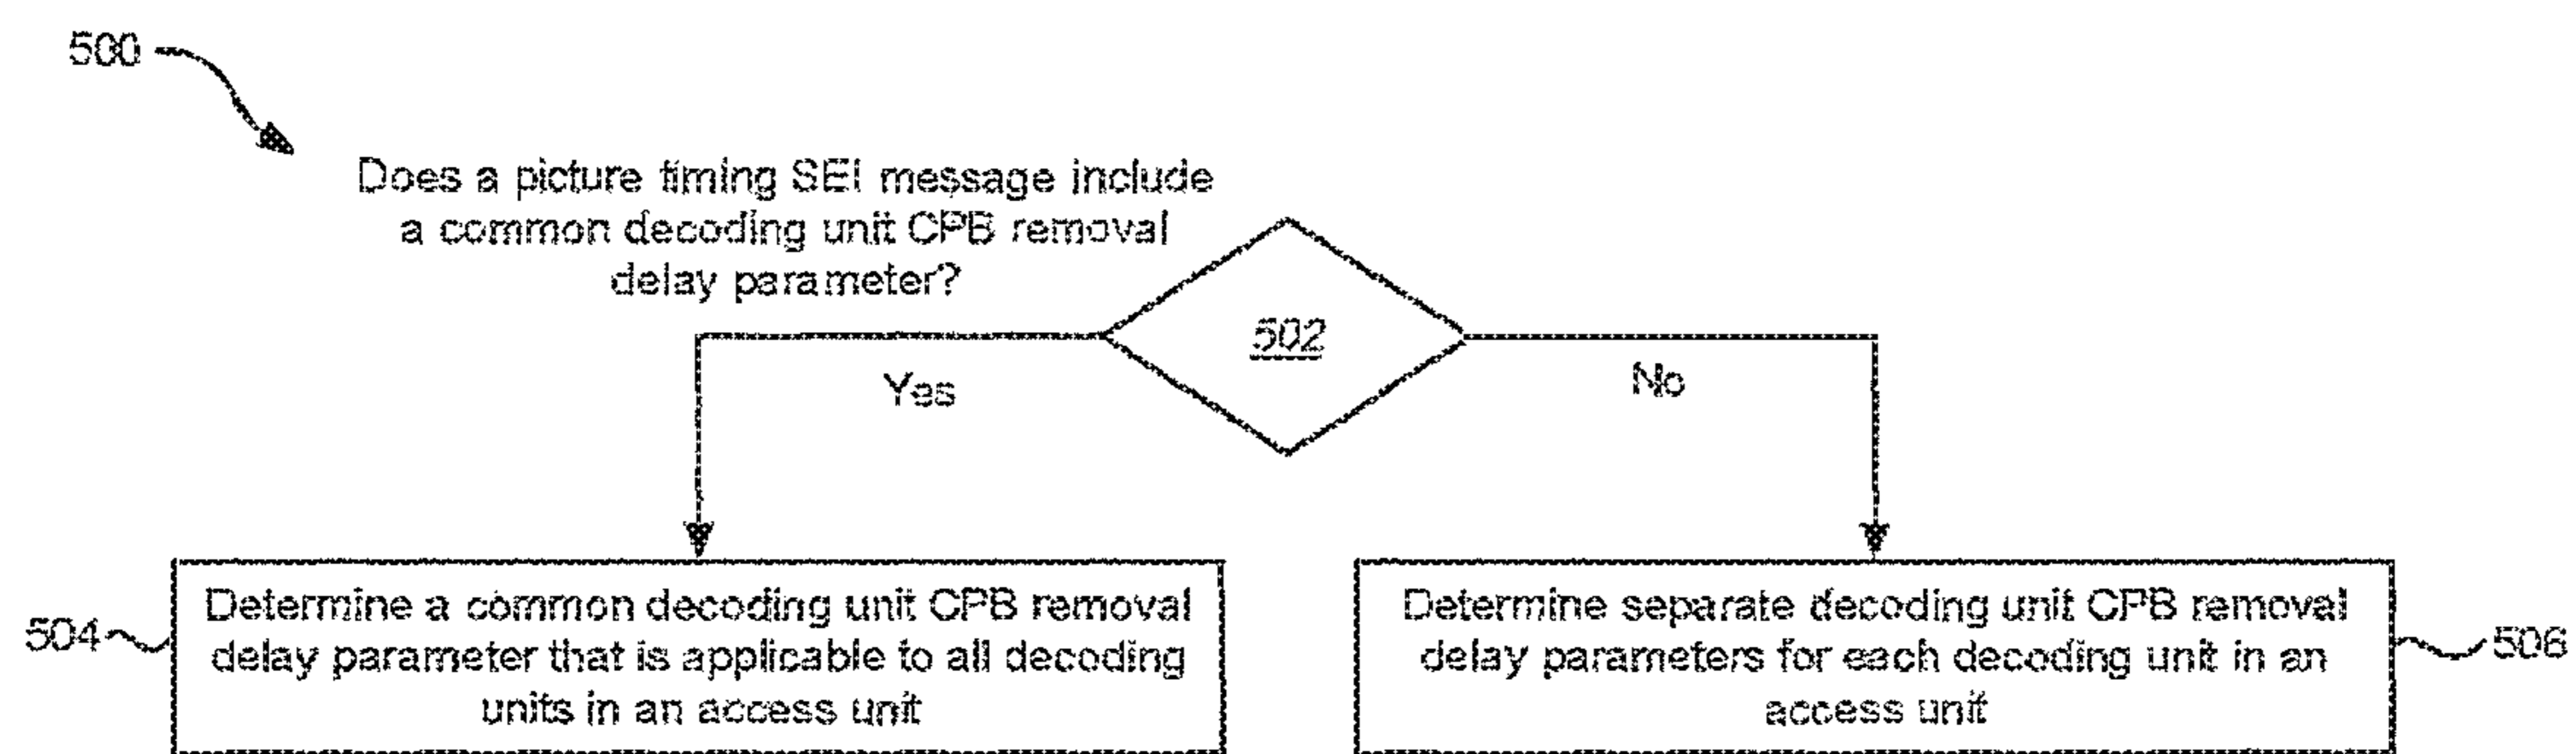 500
Does a picture timing SEI message include
a common decoding unit CPB removal
delay parameter?
502
Yes
No
504
Determine a common decoding unit CPB removal
delay parameter that is applicable to all decoding
units in an access unit
Determine separate decoding unit CPB removal
delay parameters for each decoding unit in an
access unit
506